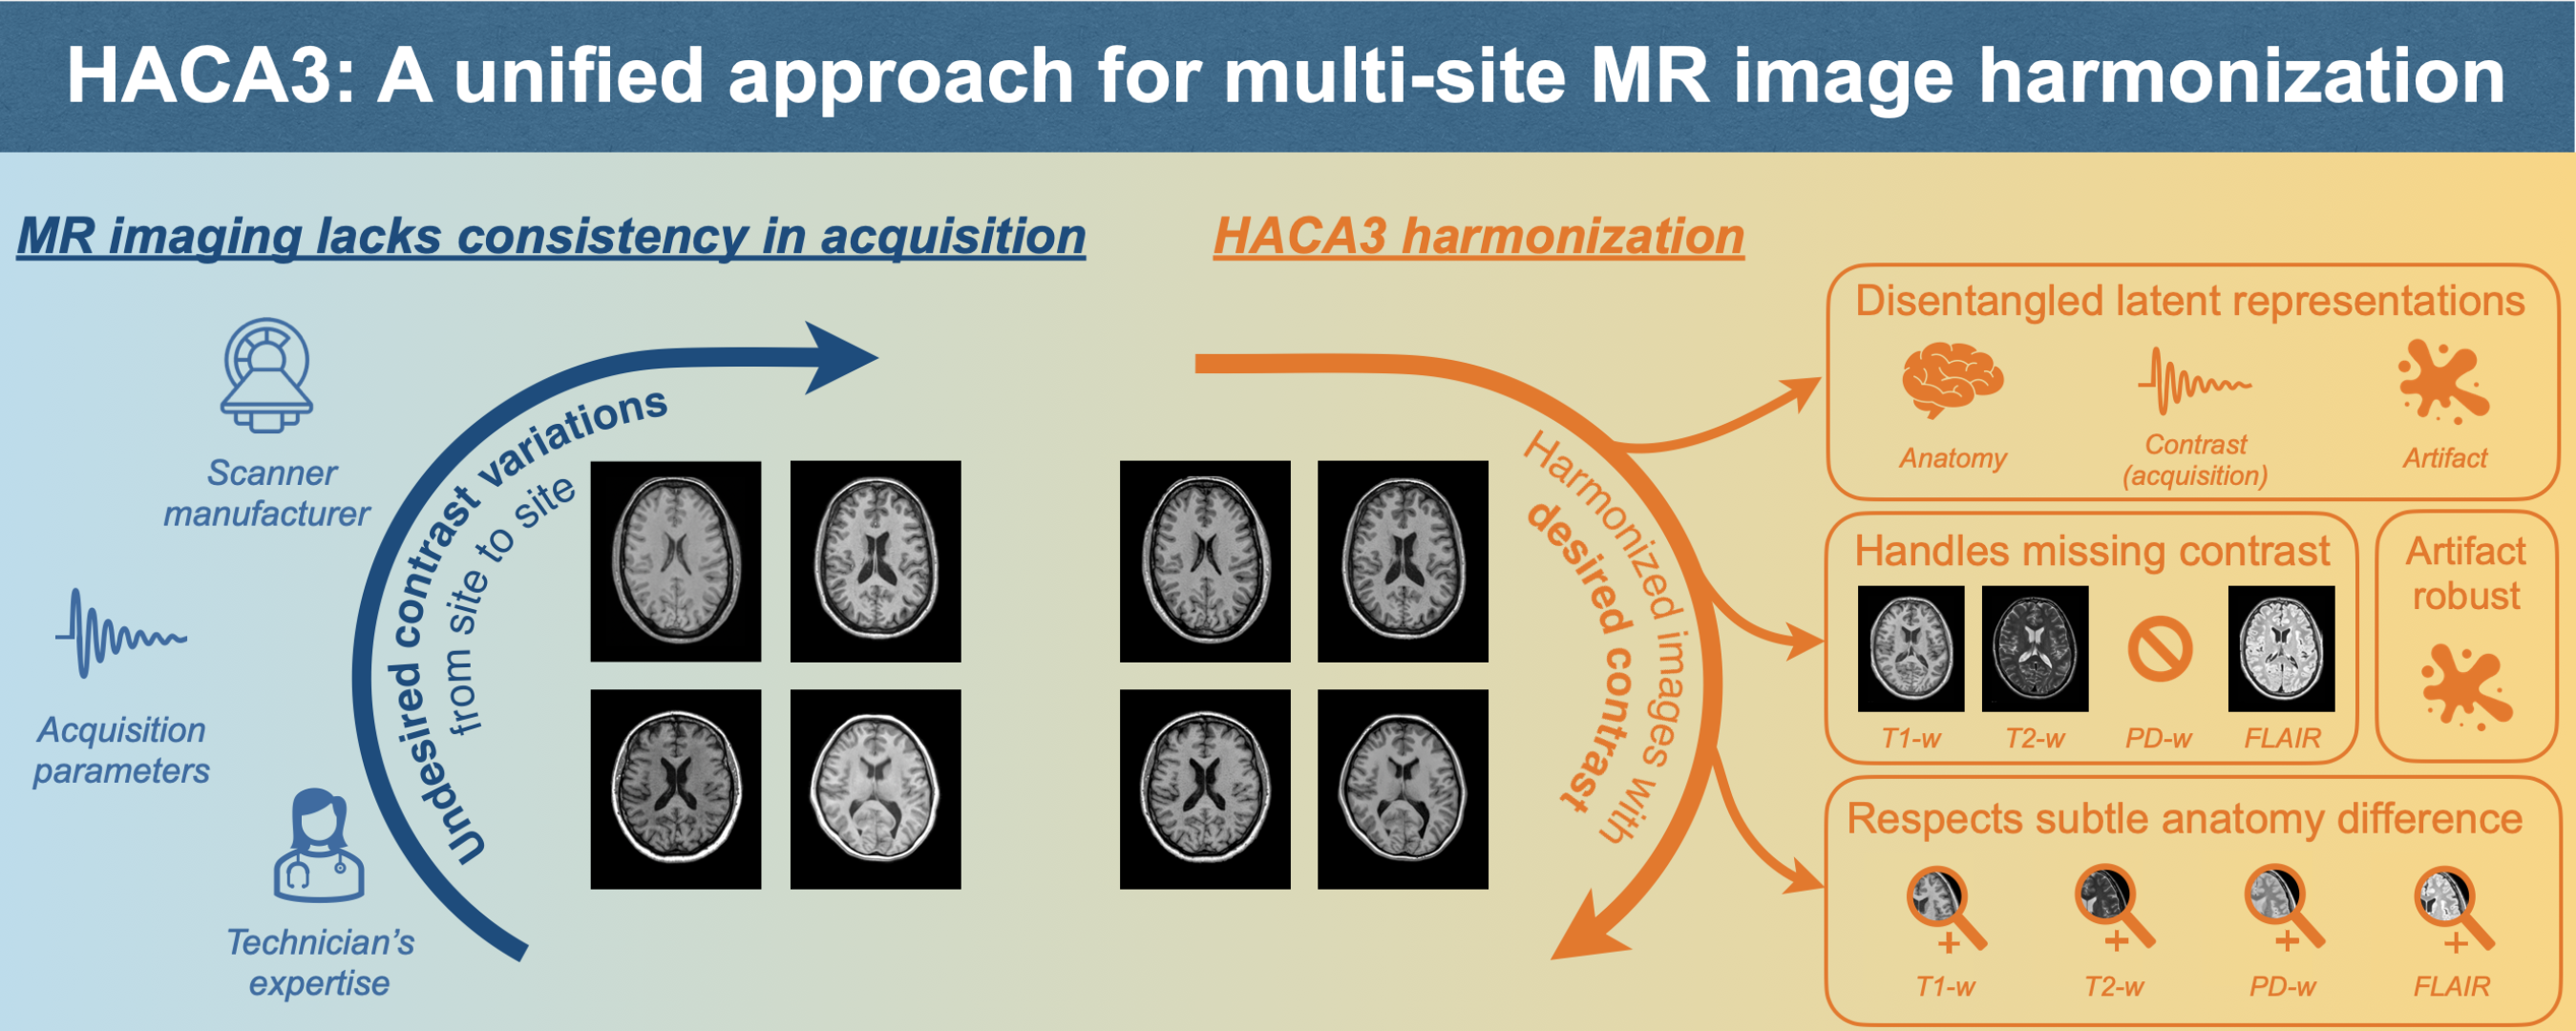 HACA3: A unified approach for multi-site MR image harmonization
MR imaging lacks consistency in acquisition
Scanner
manufacturer
Acquisition
parameters
Technician's
expertise
Undesired contrast variations
from site to site
HACA3 harmonization
Harmonized images with
desired contrast
Disentangled latent representations
Anatomy
Contrast
(acquisition)
Artifact
Handles missing contrast
T1-w
T2-w
PD-w
FLAIR
Artifact
robust
Respects subtle anatomy difference
T1-w
T2-w
PD-w
FLAIR